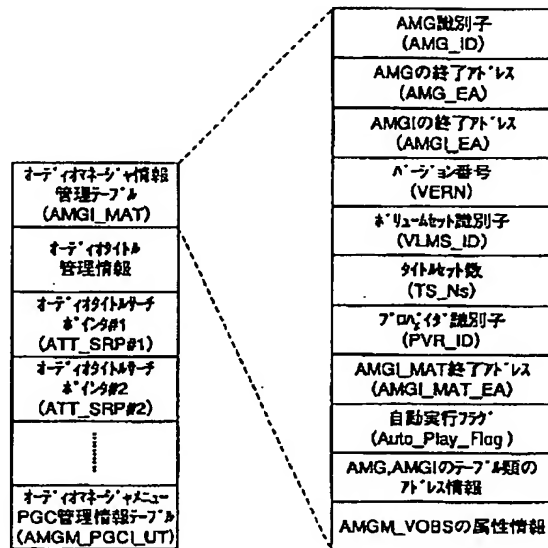 オーディオマネージャ情報
管理テーブル
(AMGI_MAT)
オーディオタイトル
管理情報
オーディオタイトルサーチ
ポインタ#1
(ATT_SRP#1)
オーディオタイトルサーチ
ポインタ#2
(ATT_SRP#2)
オーディオマネージャメニュー
PGC管理情報テーブル
(AMGM_PGCI_UT)
AMG識別子
(AMG_ID)
AMGの終了アドレス
(AMG_EA)
AMGIの終了アドレス
(AMGI_EA)
バージョン番号
(VERN)
ボリュームセット識別子
(VLMS_ID)
タイトルセット数
(TS_Ns)
プロバイダ識別子
(PVR_ID)
AMGI_MAT終了アドレス
(AMGI_MAT_EA)
自動実行フラグ
(Auto_Play_Flag)
AMG,AMGIのテーブル類の
アドレス情報
AMGM_VOBSの属性情報